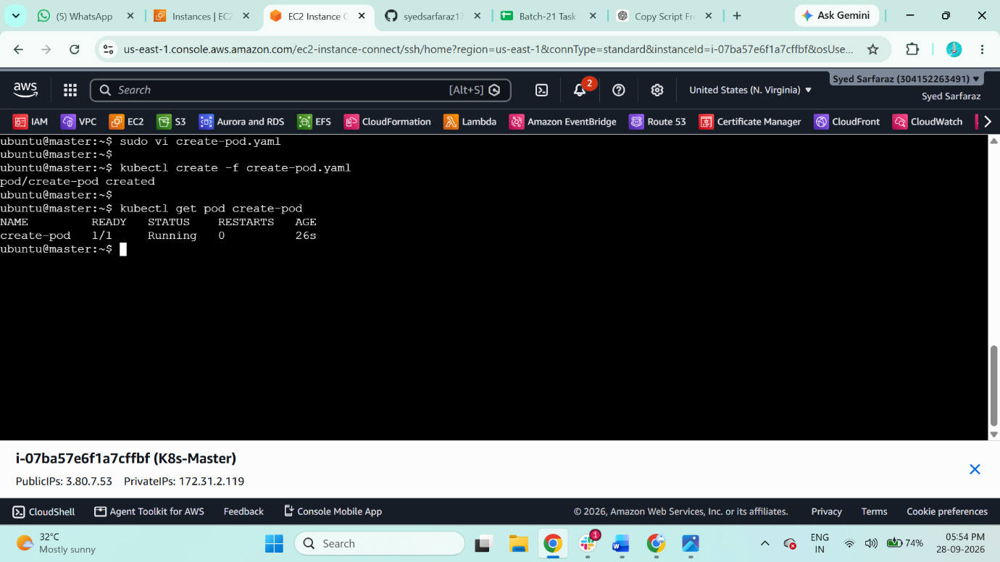 (5) WhatsApp
Instances | EC2
EC2 Instance C
syedsarfaraz17
Batch-21 Task
Copy Script Fro
Ask Gemini
us-east-1.console.aws.amazon.com/ec2-instance-connect/ssh/home?region=us-east-1&connType=standard&instanceId=i-07ba57e6f1a7cffbf&osUse...
aws
Search
[Alt+S]
2
United States (N. Virginia)
Syed Sarfaraz (304152263491)
Syed Sarfaraz
IAM
VPC
EC2
S3
Aurora and RDS
EFS
CloudFormation
Lambda
Amazon EventBridge
Route 53
Certificate Manager
CloudFront
CloudWatch
ubuntu@master:~$ sudo vi create-pod.yaml
ubuntu@master:~$
ubuntu@master:~$ kubectl create -f create-pod.yaml
pod/create-pod created
ubuntu@master:~$
ubuntu@master:~$ kubectl get pod create-pod
NAME READY STATUS RESTARTS AGE
create-pod 1/1 Running 0 26s
ubuntu@master:~$
i-07ba57e6f1a7cffbf (K8s-Master)
PublicIPs: 3.80.7.53 PrivateIPs: 172.31.2.119
CloudShell
Agent Toolkit for AWS
Feedback
Console Mobile App
© 2026, Amazon Web Services, Inc. or its affiliates.
Privacy
Terms
Cookie preferences
32°C
Mostly sunny
Search
1
ENG
IN
74%
05:54 PM
28-09-2026